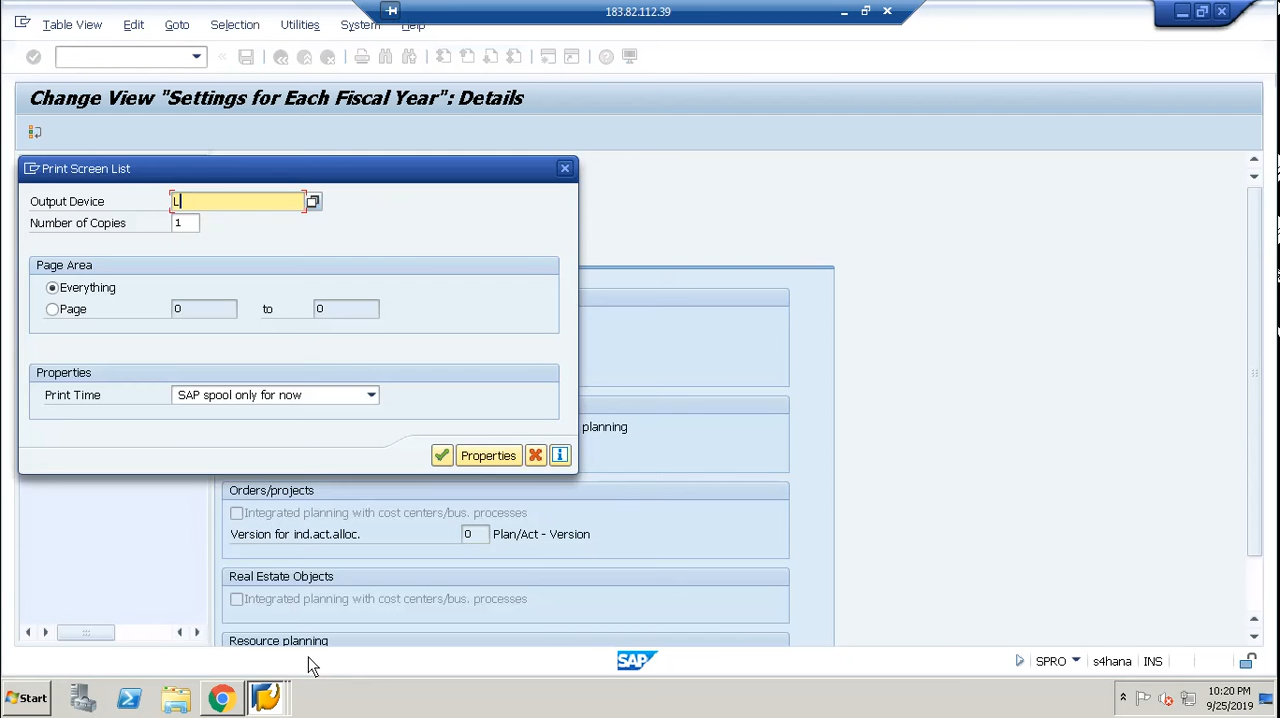 183.82.112.39
Table View Edit Goto Selection Utilities System Help
Change View "Settings for Each Fiscal Year": Details
Print Screen List
Output Device L
Number of Copies 1
Page Area
Everything
Page 0 to 0
Properties
Print Time SAP spool only for now
Properties
planning
Orders/projects
Integrated planning with cost centers/bus. processes
Version for ind.act.alloc. 0 Plan/Act - Version
Real Estate Objects
Integrated planning with cost centers/bus. processes
Resource planning
SAP
SPRO s4hana INS
Start
10:20 PM
9/25/2019